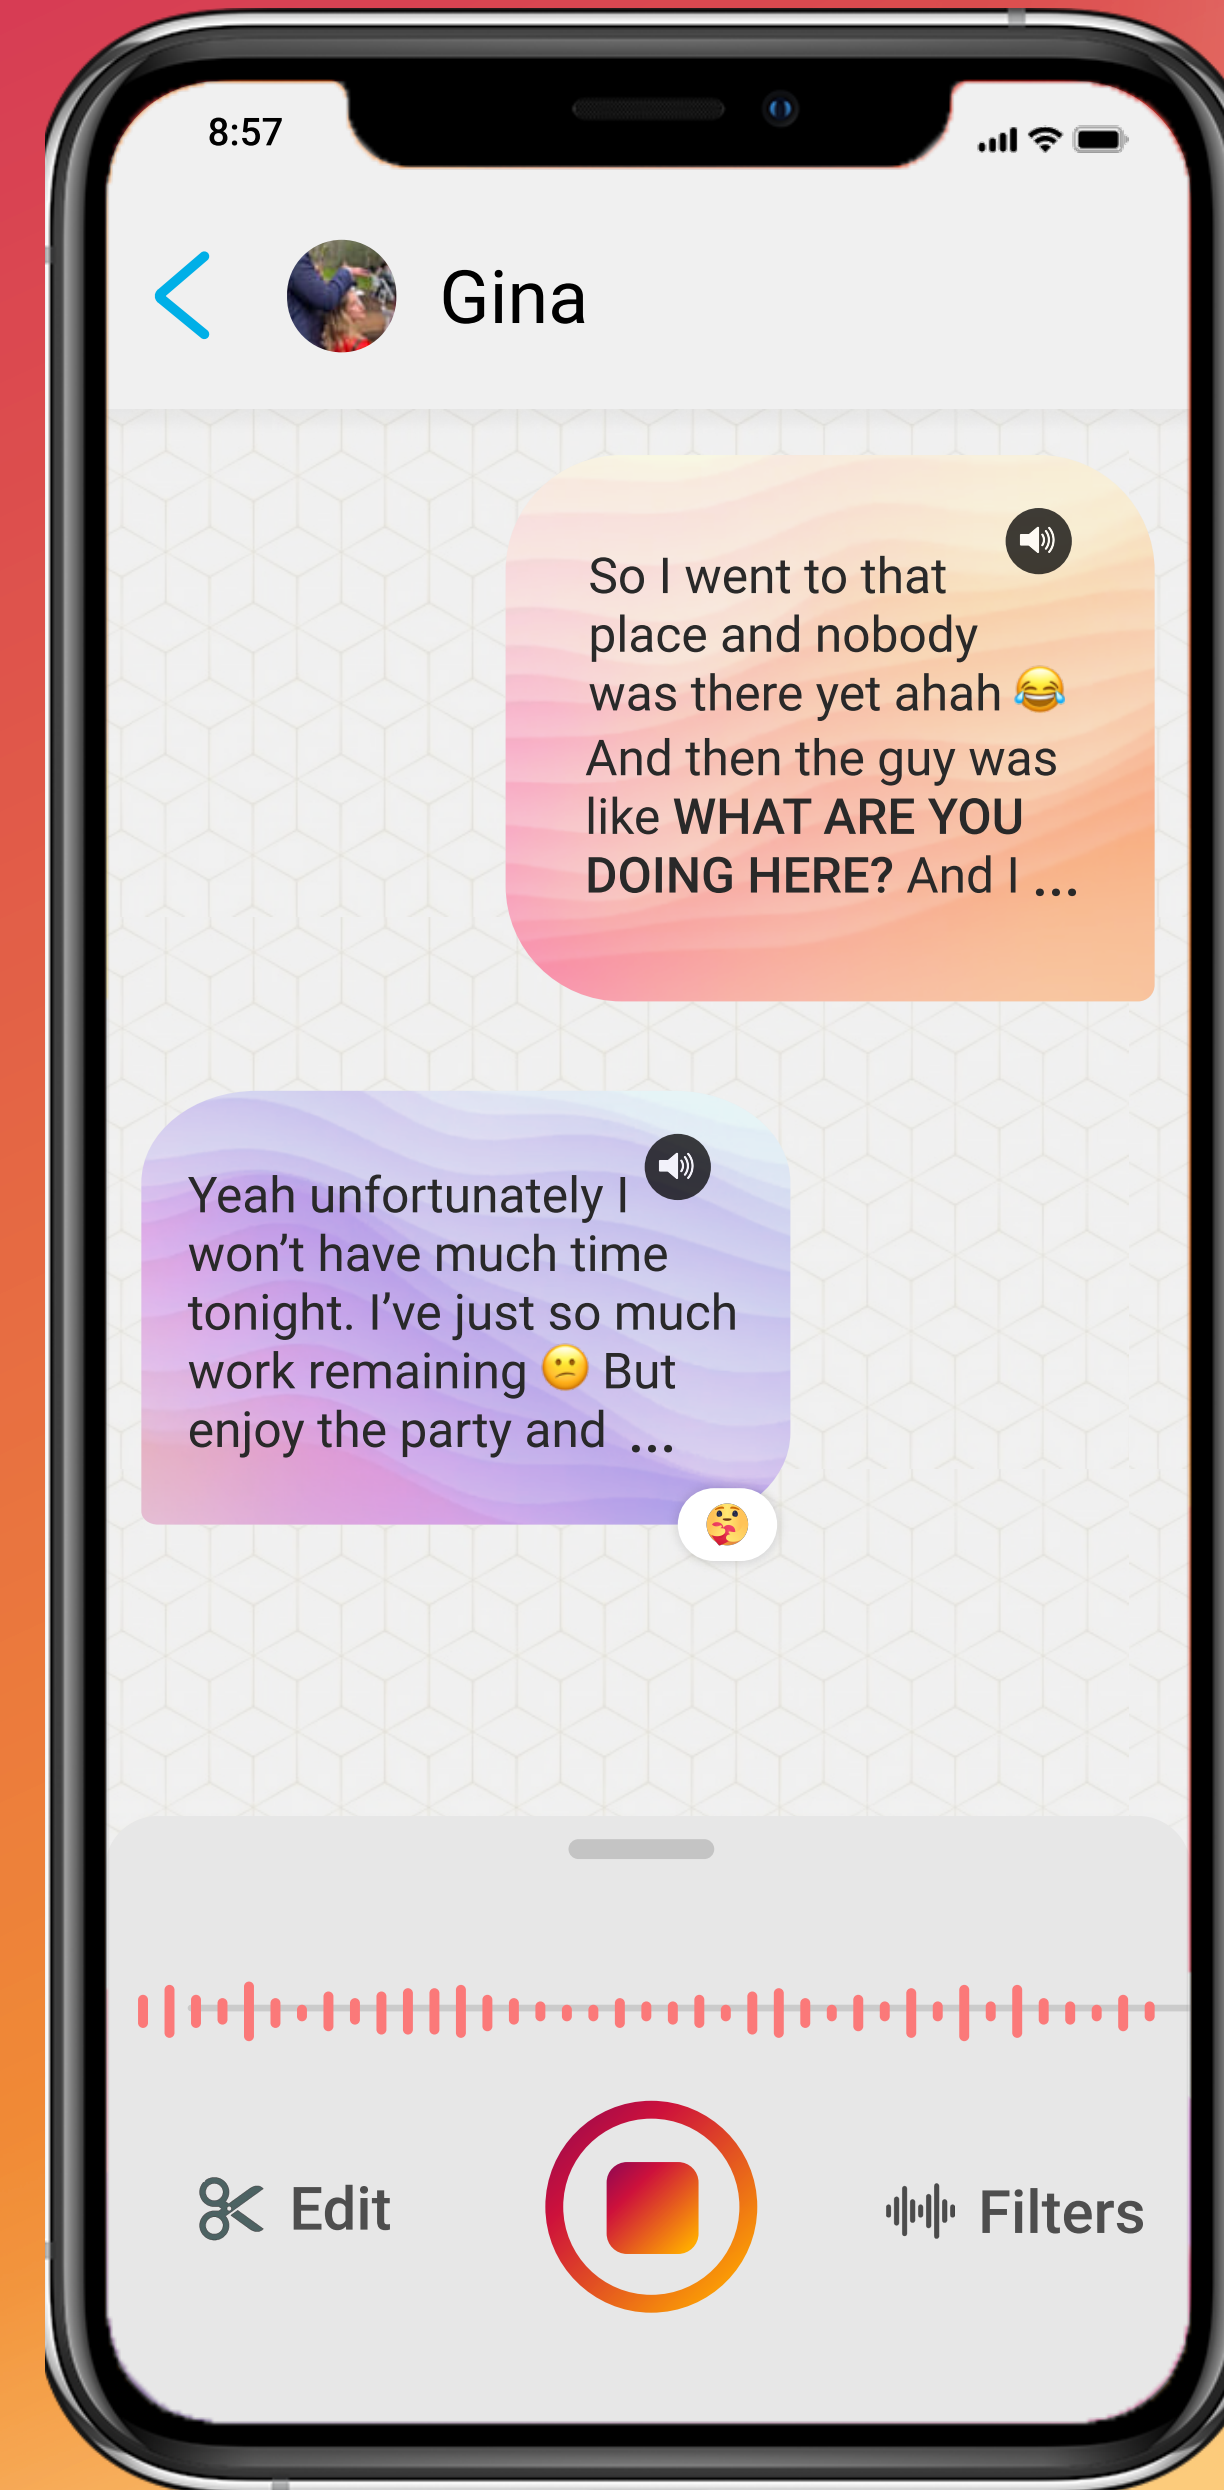 8:57
Gina
So I went to that
place and nobody
was there yet ahah 😂
And then the guy was
like WHAT ARE YOU
DOING HERE? And I ...
Yeah unfortunately I
won’t have much time
tonight. I’ve just so much
work remaining 😕 But
enjoy the party and ...
Edit
Filters